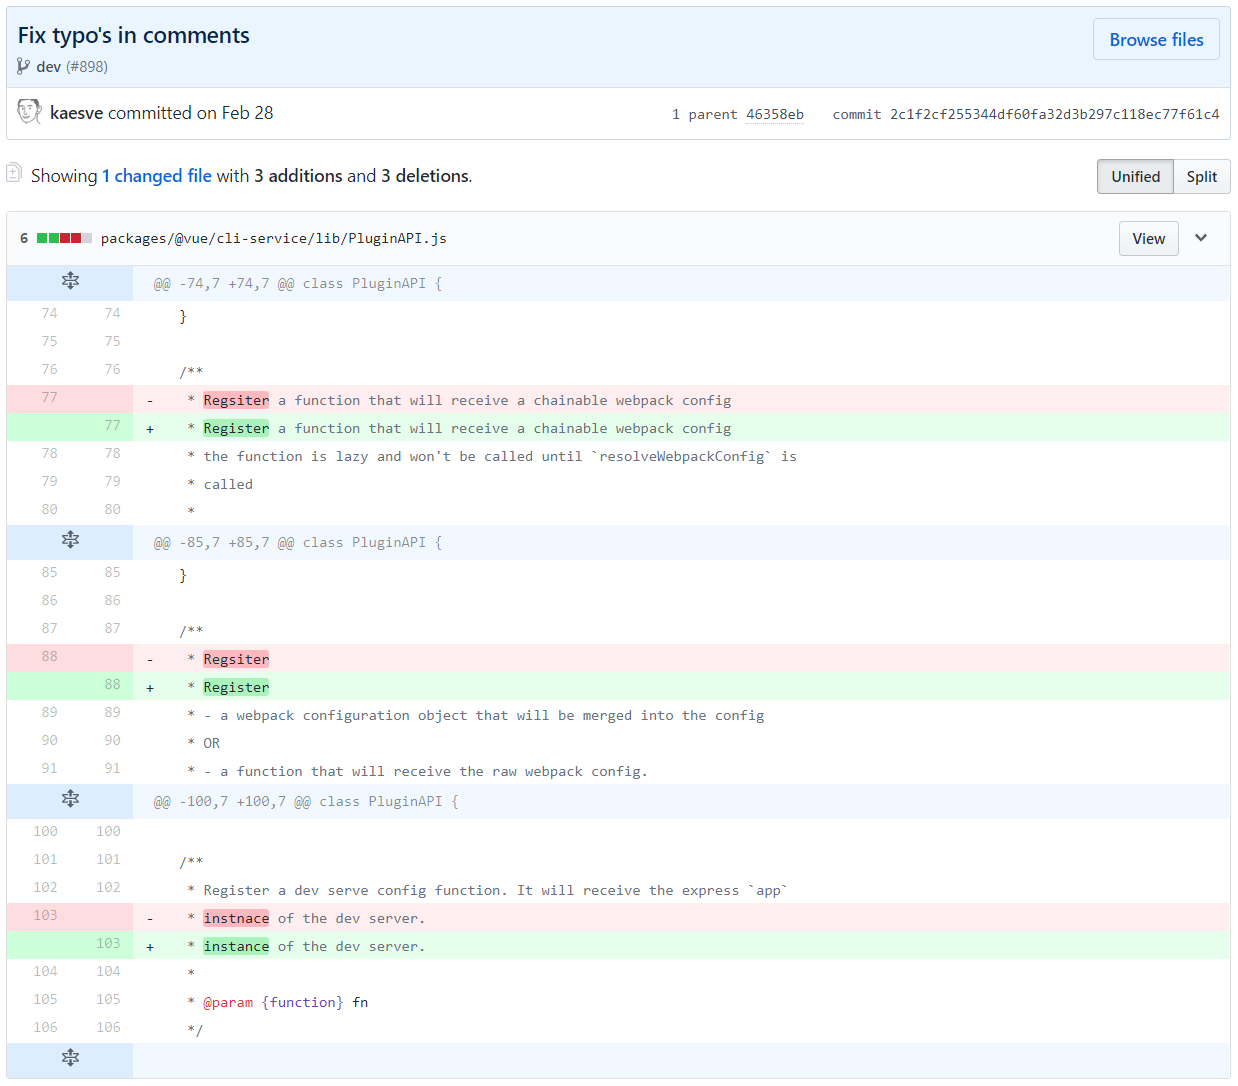 Fix typo's in comments
Browse files
dev (#898)
kaesve committed on Feb 28
1 parent 46358eb commit 2c1f2cf255344df60fa32d3b297c118ec77f61c4
Showing 1 changed file with 3 additions and 3 deletions.
Unified Split
6 packages/@vue/cli-service/lib/PluginAPI.js
View
@@ -74,7 +74,7 @@ class PluginAPI {
74 74 }
75 75
76 76 /**
77 - * Regsiter a function that will receive a chainable webpack config
77 + * Register a function that will receive a chainable webpack config
78 78 * the function is lazy and won't be called until `resolveWebpackConfig` is
79 79 * called
80 80 *
@@ -85,7 +85,7 @@ class PluginAPI {
85 85 }
86 86
87 87 /**
88 - * Regsiter
88 + * Register
89 89 * - a webpack configuration object that will be merged into the config
90 90 * OR
91 91 * - a function that will receive the raw webpack config.
@@ -100,7 +100,7 @@ class PluginAPI {
100 100
101 101 /**
102 102 * Register a dev serve config function. It will receive the express `app`
103 - * instnace of the dev server.
103 + * instance of the dev server.
104 104 *
105 105 * @param {function} fn
106 106 */